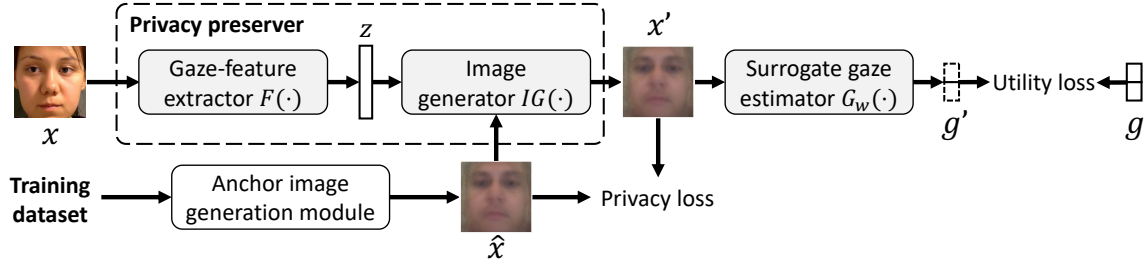 Privacy preserver
z
x'
Gaze-feature
extractor F(·)
Image
generator IG(·)
Surrogate gaze
estimator G_w(·)
Utility loss
x
g'
g
Training
dataset
Anchor image
generation module
Privacy loss
x̂